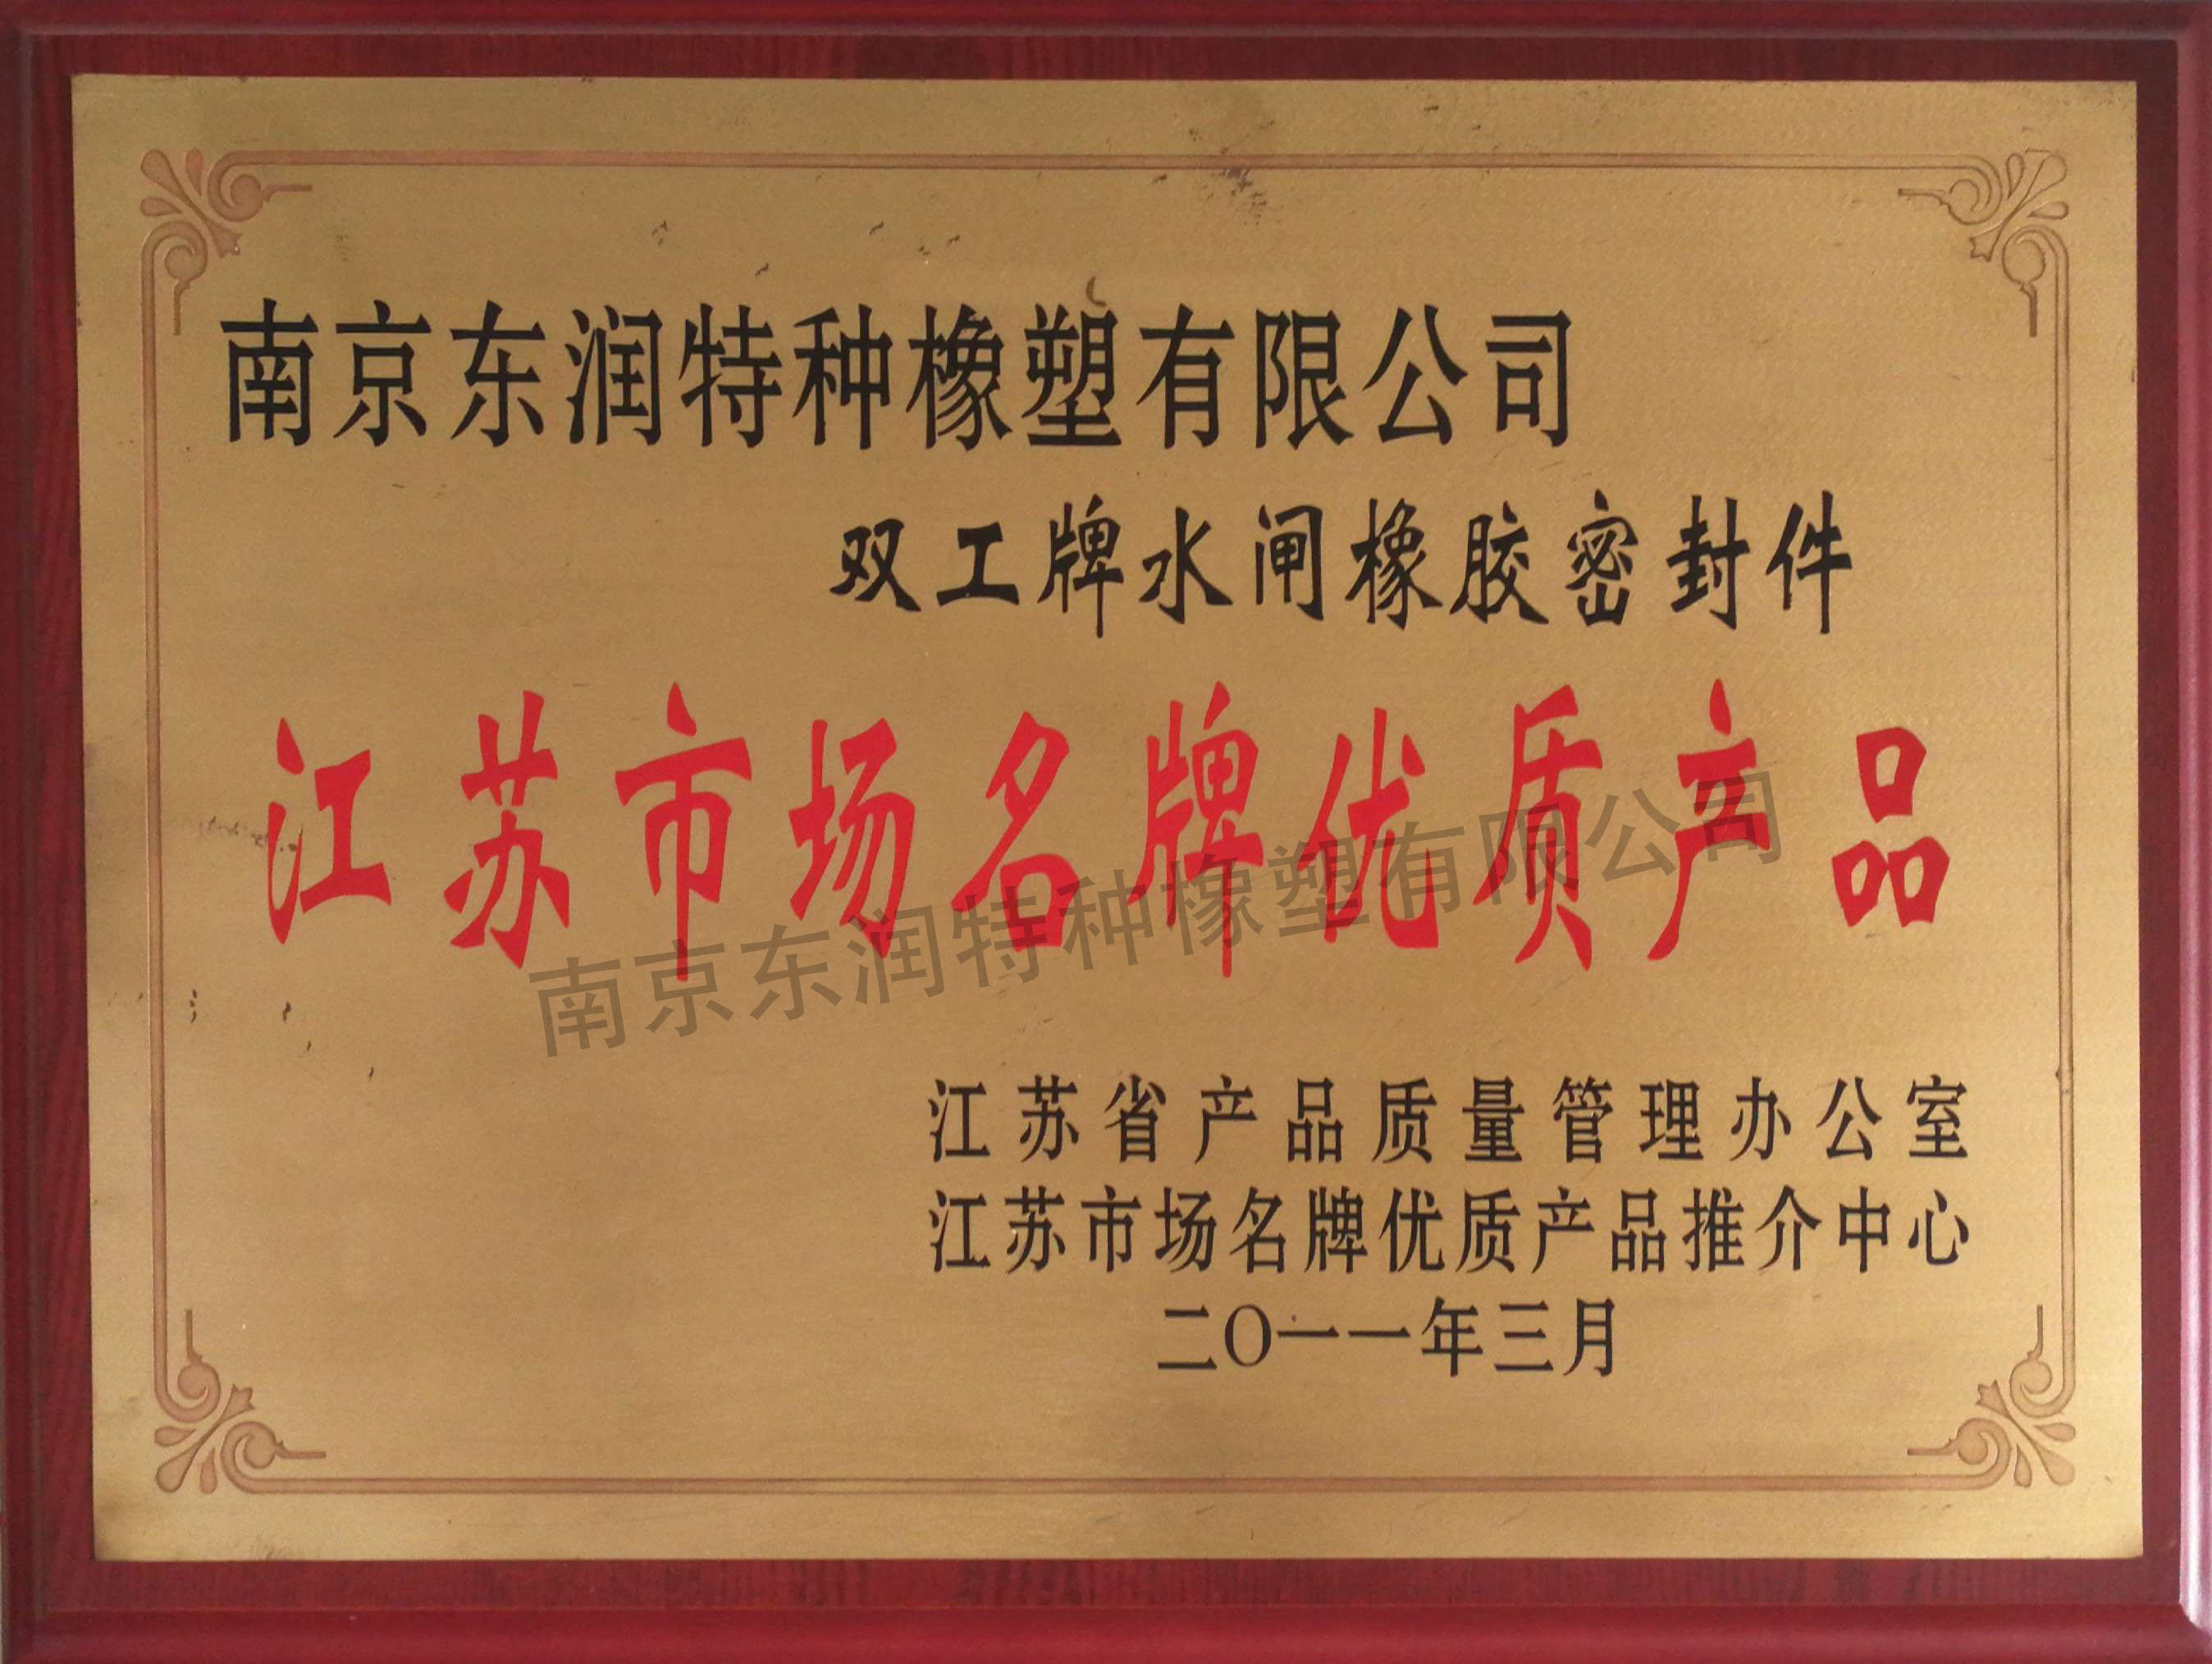 南京东润特种橡塑有限公司
双工牌水闸橡胶密封件
江苏市场名牌优质产品
南京东润特种橡塑有限公司
江苏省产品质量管理办公室
江苏市场名牌优质产品推介中心
二〇一一年三月